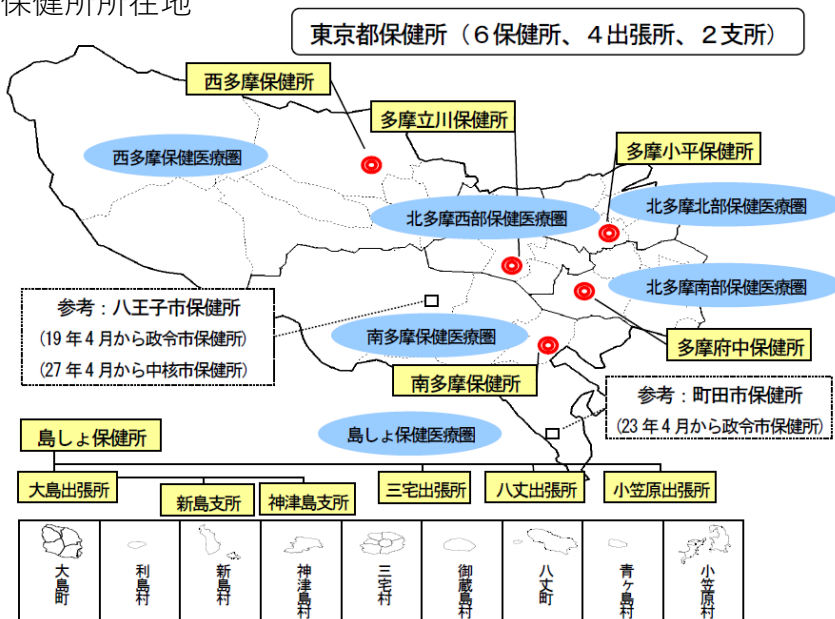 保健所所在地
東京都保健所（６保健所、４出張所、２支所）
西多摩保健所
多摩立川保健所
多摩小平保健所
西多摩保健医療圏
北多摩西部保健医療圏
北多摩北部保健医療圏
北多摩南部保健医療圏
参考：八王子市保健所
(19 年 4 月から政令市保健所)
(27 年 4 月から中核市保健所)
南多摩保健医療圏
多摩府中保健所
南多摩保健所
参考：町田市保健所
(23 年 4 月から政令市保健所)
島しょ保健所
島しょ保健医療圏
大島出張所
新島支所
神津島支所
三宅出張所
八丈出張所
小笠原出張所
大島町
利島村
新島村
神津島村
三宅村
御蔵島村
八丈町
青ヶ島村
小笠原村